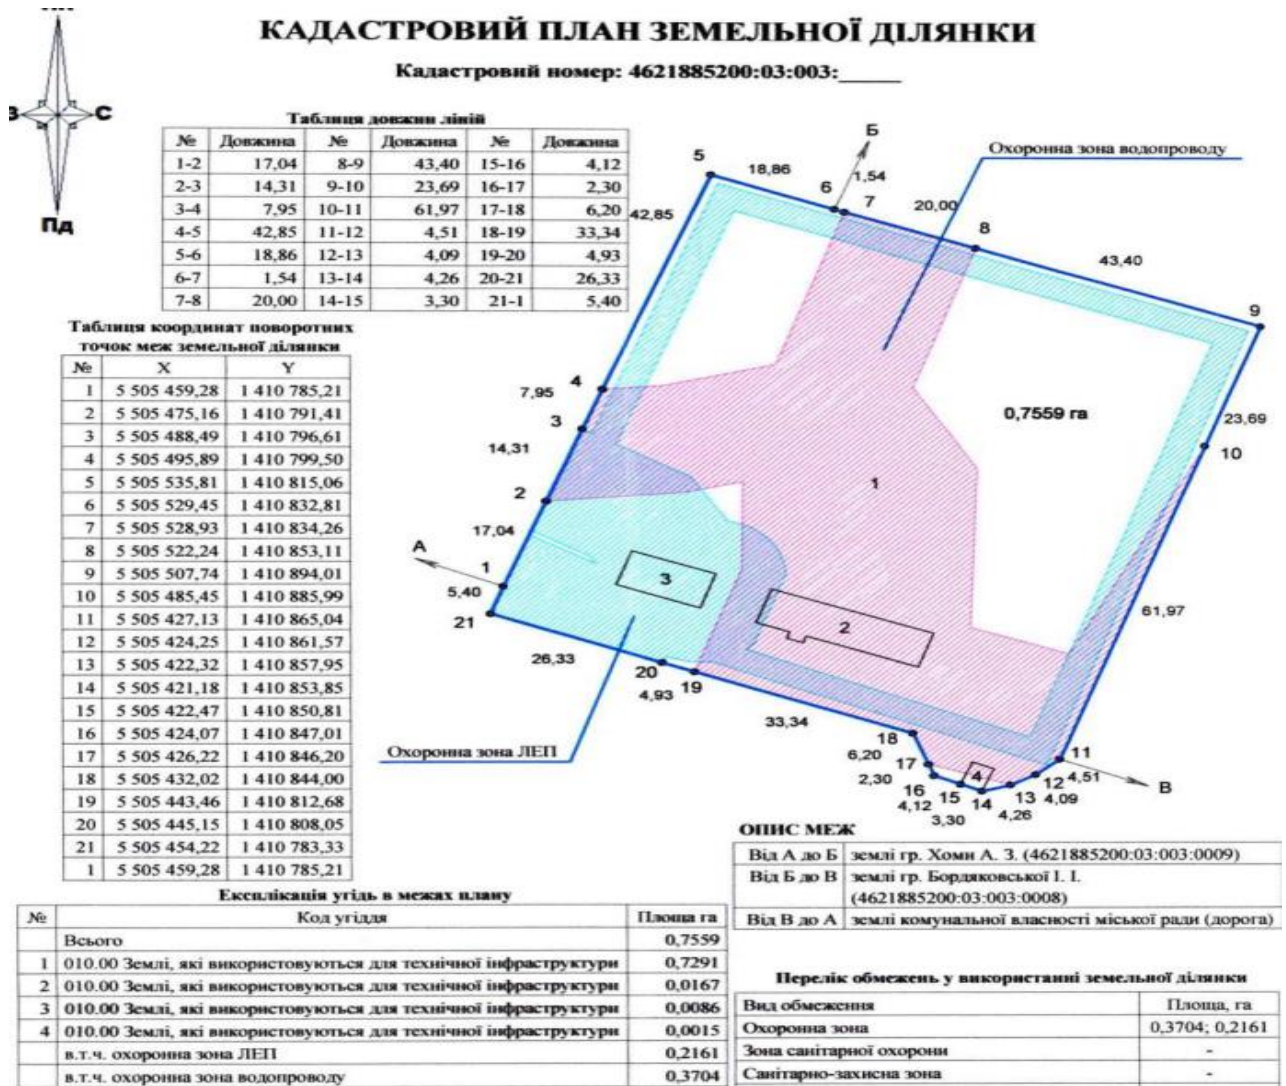 КАДАСТРОВИЙ ПЛАН ЗЕМЕЛЬНОЇ ДІЛЯНКИ
Кадастровий номер: 4621885200:03:003:_____
В С
Пд
Таблиця довжин ліній
№ Довжина № Довжина № Довжина
1-2 17,04 8-9 43,40 15-16 4,12
2-3 14,31 9-10 23,69 16-17 2,30
3-4 7,95 10-11 61,97 17-18 6,20
4-5 42,85 11-12 4,51 18-19 33,34
5-6 18,86 12-13 4,09 19-20 4,93
6-7 1,54 13-14 4,26 20-21 26,33
7-8 20,00 14-15 3,30 21-1 5,40
Таблиця координат поворотних
точок меж земельної ділянки
№ X Y
1 5 505 459,28 1 410 785,21
2 5 505 475,16 1 410 791,41
3 5 505 488,49 1 410 796,61
4 5 505 495,89 1 410 799,50
5 5 505 535,81 1 410 815,06
6 5 505 529,45 1 410 832,81
7 5 505 528,93 1 410 834,26
8 5 505 522,24 1 410 853,11
9 5 505 507,74 1 410 894,01
10 5 505 485,45 1 410 885,99
11 5 505 427,13 1 410 865,04
12 5 505 424,25 1 410 861,57
13 5 505 422,32 1 410 857,95
14 5 505 421,18 1 410 853,85
15 5 505 422,47 1 410 850,81
16 5 505 424,07 1 410 847,01
17 5 505 426,22 1 410 846,20
18 5 505 432,02 1 410 844,00
19 5 505 443,46 1 410 812,68
20 5 505 445,15 1 410 808,05
21 5 505 454,22 1 410 783,33
1 5 505 459,28 1 410 785,21
Б
Охоронна зона водопроводу
5
18,86
1,54
6
7
20,00
8
42,85
43,40
9
4
7,95
3
0,7559 га
23,69
10
14,31
1
2
17,04
А
1
3
5,40
21
2
61,97
26,33
20
4,93
19
33,34
18
Охоронна зона ЛЕП
6,20
17
2,30
16
4,12
15
3,30
4
14
4,26
13
4,09
12
4,51
11
В
ОПИС МЕЖ
Від А до Б землі гр. Хоми А. З. (4621885200:03:003:0009)
Від Б до В землі гр. Бордяковської І. І.
(4621885200:03:003:0008)
Від В до А землі комунальної власності міської ради (дорога)
Експлікація угідь в межах плану
№ Код угіддя Площа га
Всього 0,7559
1 010.00 Землі, які використовуються для технічної інфраструктури 0,7291
2 010.00 Землі, які використовуються для технічної інфраструктури 0,0167
3 010.00 Землі, які використовуються для технічної інфраструктури 0,0086
4 010.00 Землі, які використовуються для технічної інфраструктури 0,0015
в.т.ч. охоронна зона ЛЕП 0,2161
в.т.ч. охоронна зона водопроводу 0,3704
Перелік обмежень у використанні земельної ділянки
Вид обмеження Площа, га
Охоронна зона 0,3704; 0,2161
Зона санітарної охорони -
Санітарно-захисна зона -